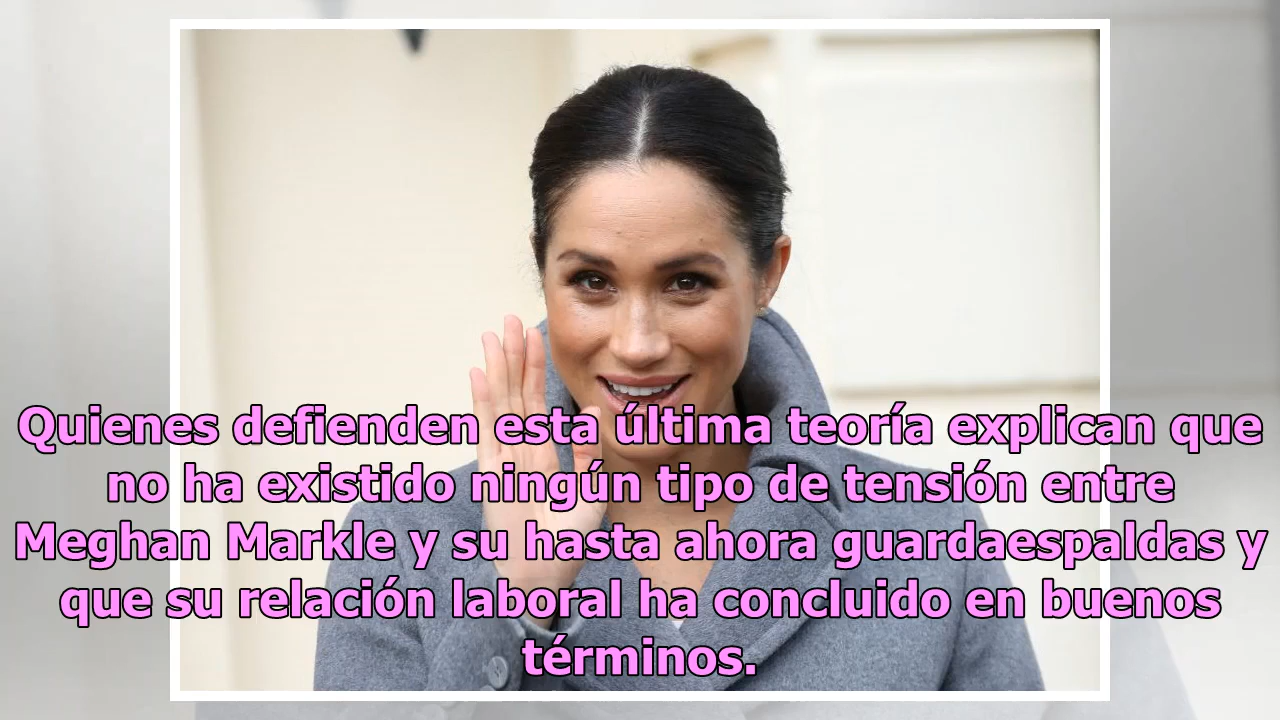 Quienes defienden esta última teoría explican que
no ha existido ningún tipo de tensión entre
Meghan Markle y su hasta ahora guardaespaldas y
que su relación laboral ha concluido en buenos
términos.